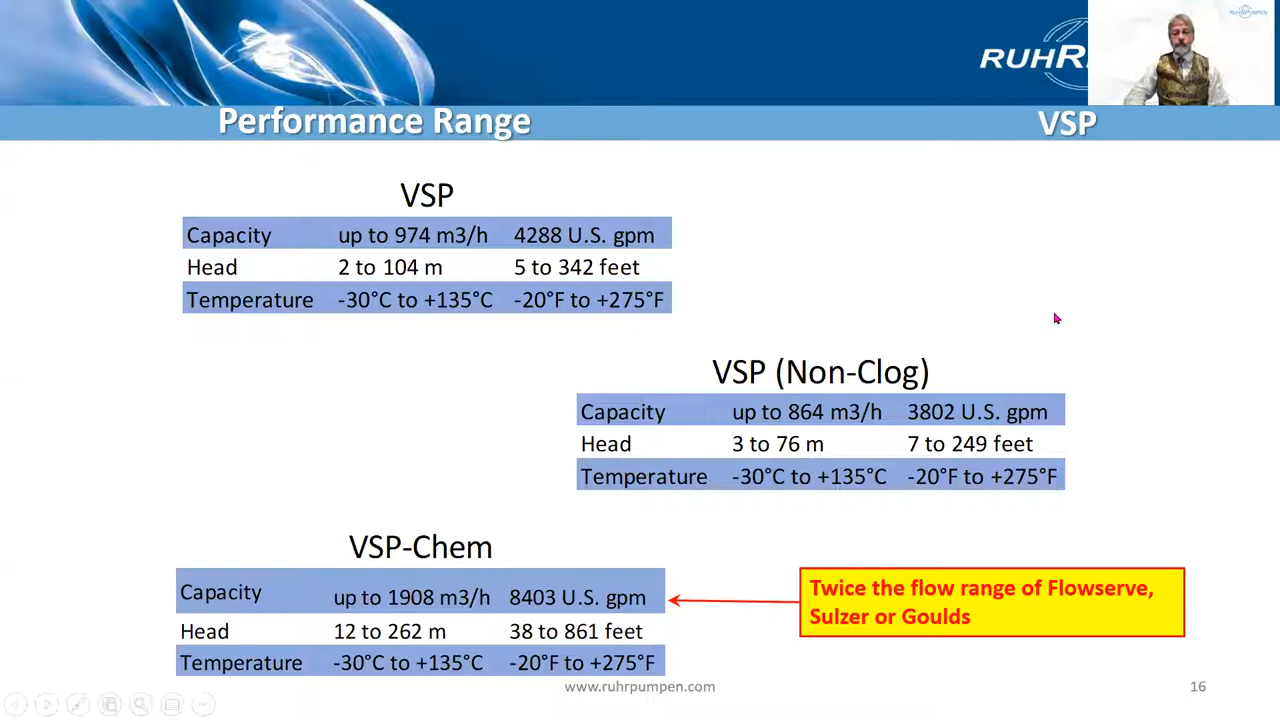 RUHRPUMPEN
RUHR
Performance Range
VSP
VSP
Capacity up to 974 m3/h 4288 U.S. gpm
Head 2 to 104 m 5 to 342 feet
Temperature -30°C to +135°C -20°F to +275°F
VSP (Non-Clog)
Capacity up to 864 m3/h 3802 U.S. gpm
Head 3 to 76 m 7 to 249 feet
Temperature -30°C to +135°C -20°F to +275°F
VSP-Chem
Capacity up to 1908 m3/h 8403 U.S. gpm
Head 12 to 262 m 38 to 861 feet
Temperature -30°C to +135°C -20°F to +275°F
Twice the flow range of Flowserve,
Sulzer or Goulds
www.ruhrpumpen.com
16